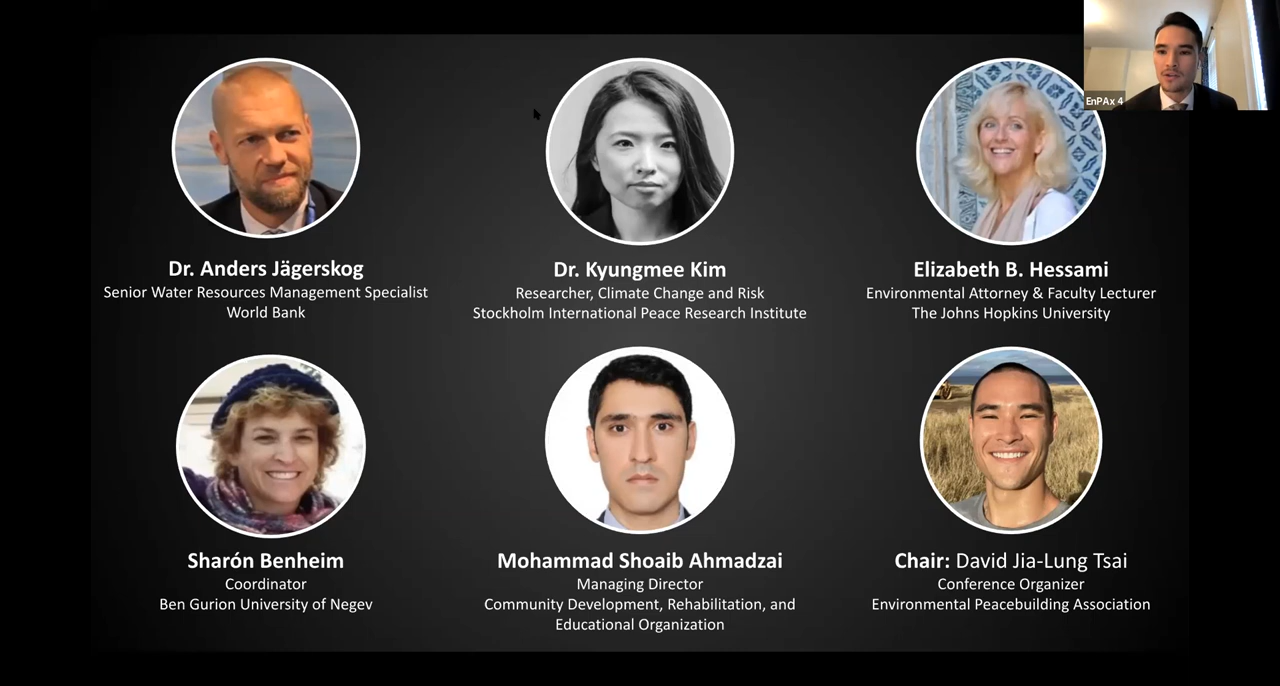 EnPAx 4
Dr. Anders Jägerskog
Senior Water Resources Management Specialist
World Bank
Dr. Kyungmee Kim
Researcher, Climate Change and Risk
Stockholm International Peace Research Institute
Elizabeth B. Hessami
Environmental Attorney & Faculty Lecturer
The Johns Hopkins University
Sharón Benheim
Coordinator
Ben Gurion University of Negev
Mohammad Shoaib Ahmadzai
Managing Director
Community Development, Rehabilitation, and
Educational Organization
Chair: David Jia-Lung Tsai
Conference Organizer
Environmental Peacebuilding Association